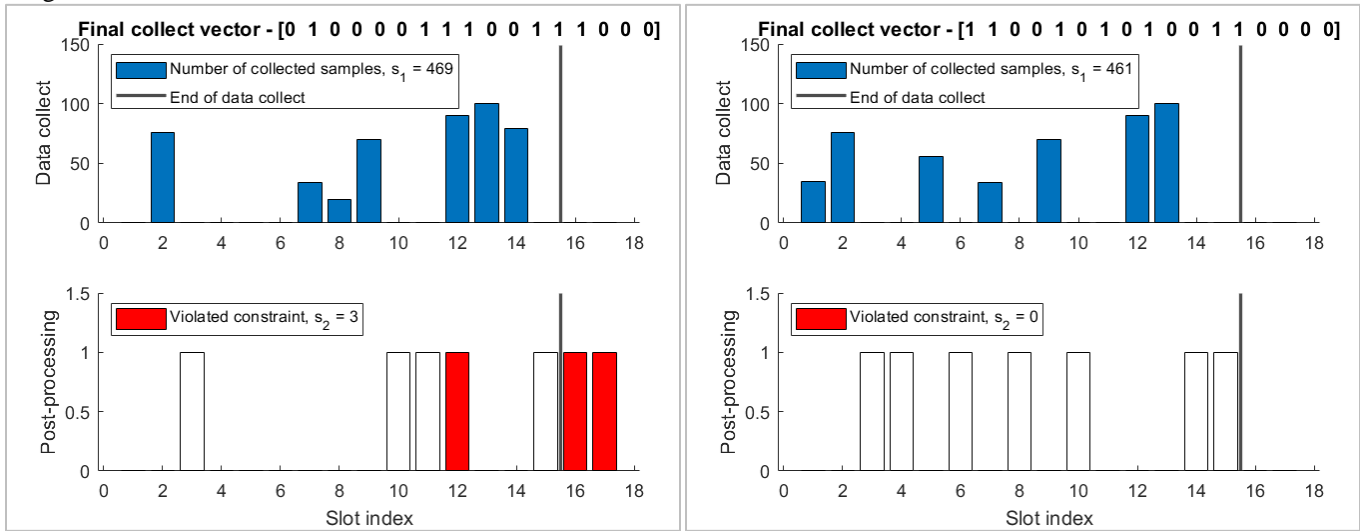 Final collect vector - [0 1 0 0 0 0 1 1 1 0 0 1 1 1 0 0 0]
150
100
50
0
Data collect
Number of collected samples, s1 = 469
End of data collect
0 2 4 6 8 10 12 14 16 18
1.5
1
0.5
0
Post-processing
Violated constraint, s2 = 3
0 2 4 6 8 10 12 14 16 18
Slot index
Final collect vector - [1 1 0 0 1 0 1 0 1 0 0 1 1 0 0 0 0]
150
100
50
0
Data collect
Number of collected samples, s1 = 461
End of data collect
0 2 4 6 8 10 12 14 16 18
1.5
1
0.5
0
Post-processing
Violated constraint, s2 = 0
0 2 4 6 8 10 12 14 16 18
Slot index